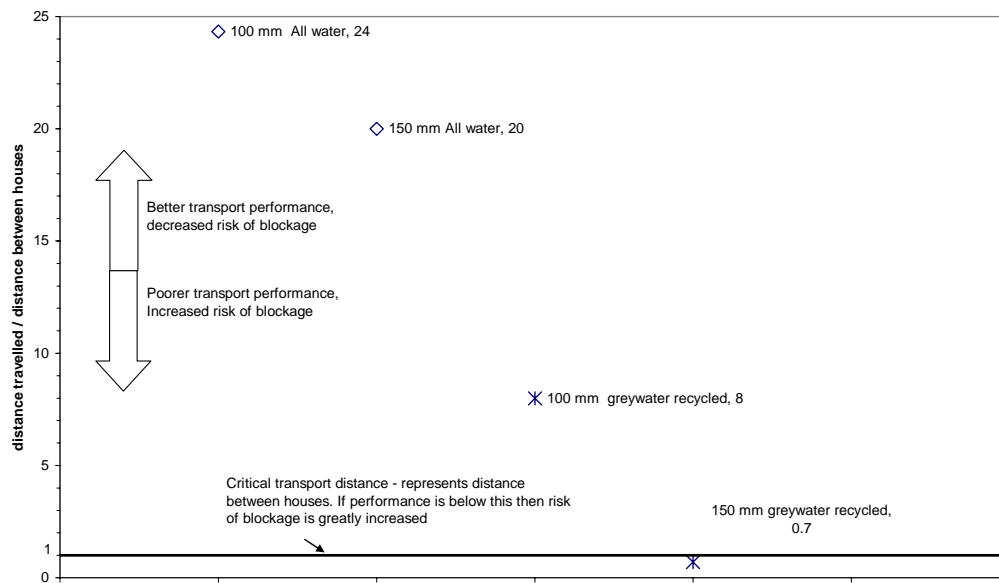 25
100 mm  All water, 24
20
150 mm All water, 20
distance travelled / distance between houses
Better transport performance,
decreased risk of blockage
15
Poorer transport performance,
Increased risk of blockage
10
100 mm  greywater recycled, 8
5
Critical transport distance - represents distance
between houses. If performance is below this then risk
of blockage is greatly increased
150 mm greywater recycled,
0.7
1
0